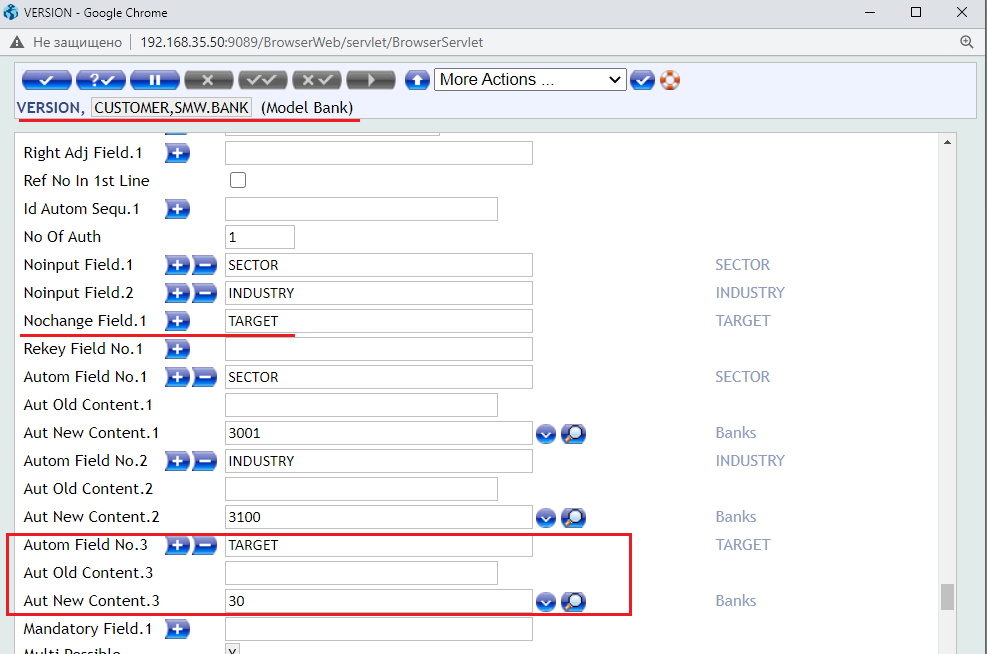 VERSION - Google Chrome
Не защищено 192.168.35.50:9089/BrowserWeb/servlet/BrowserServlet
More Actions ...
VERSION, CUSTOMER,SMW.BANK (Model Bank)
Right Adj Field.1
Ref No In 1st Line
Id Autom Sequ.1
No Of Auth 1
Noinput Field.1 SECTOR SECTOR
Noinput Field.2 INDUSTRY INDUSTRY
Nochange Field.1 TARGET TARGET
Rekey Field No.1
Autom Field No.1 SECTOR SECTOR
Aut Old Content.1
Aut New Content.1 3001 Banks
Autom Field No.2 INDUSTRY INDUSTRY
Aut Old Content.2
Aut New Content.2 3100 Banks
Autom Field No.3 TARGET TARGET
Aut Old Content.3
Aut New Content.3 30 Banks
Mandatory Field.1
Multi Possible Y